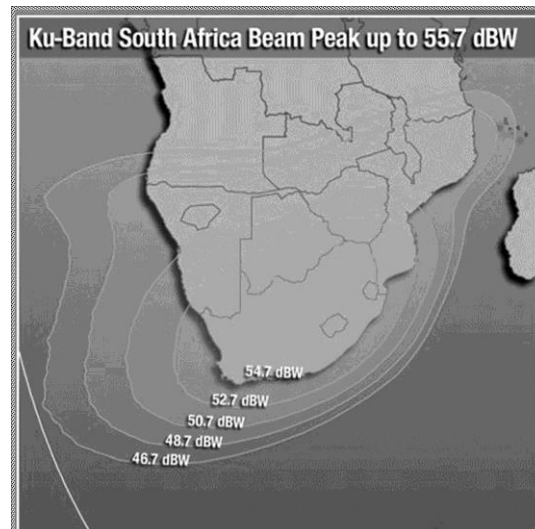 Ku-Band South Africa Beam Peak up to 55.7 dBW
54.7 dBW
52.7 dBW
50.7 dBW
48.7 dBW
46.7 dBW